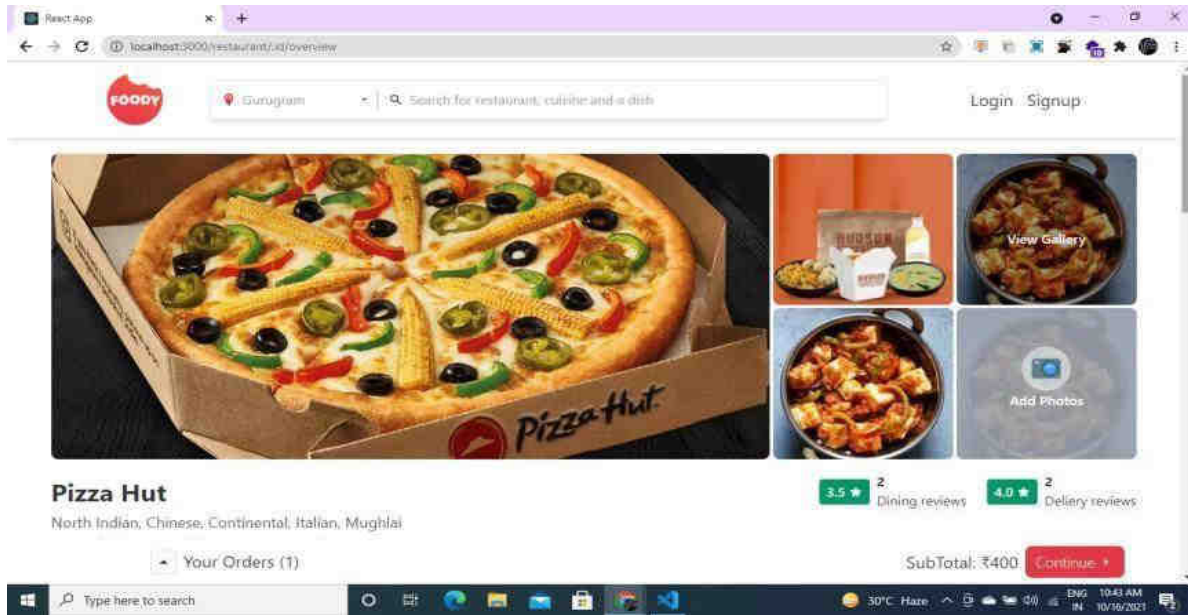 React App
localhost:3000/restaurant/:id/overview
FOODY
Gurugram
Search for restaurant, cuisine and a dish
Login Signup
View Gallery
Pizza Hut
Add Photos
Pizza Hut
North Indian, Chinese, Continental, Italian, Mughlai
3.5 ★ 2 Dining reviews
4.0 ★ 2 Deliery reviews
Your Orders (1)
SubTotal: ₹400 Continue
Type here to search
30°C Haze
ENG 10:43 AM
IN 10/16/2021